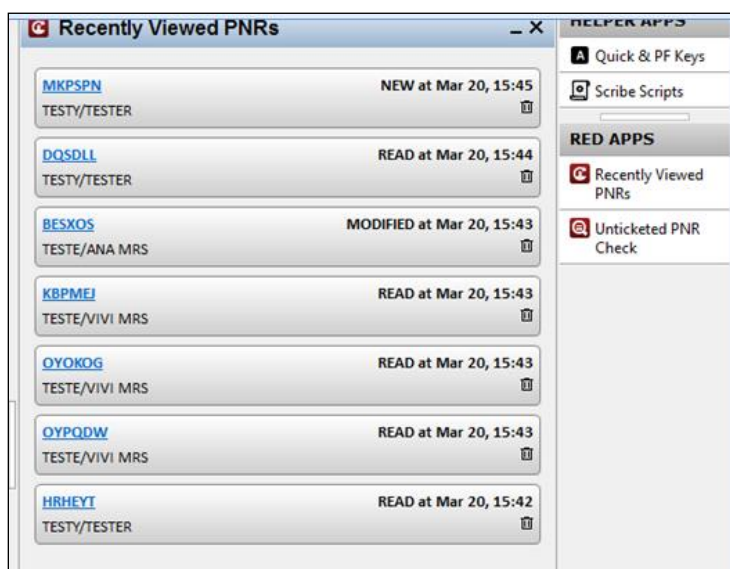 Recently Viewed PNRs
MKPSPN NEW at Mar 20, 15:45
TESTY/TESTER
DQSDLL READ at Mar 20, 15:44
TESTY/TESTER
BESXOS MODIFIED at Mar 20, 15:43
TESTE/ANA MRS
KBPMEJ READ at Mar 20, 15:43
TESTE/VIVI MRS
OYOKOG READ at Mar 20, 15:43
TESTE/VIVI MRS
OYPQDW READ at Mar 20, 15:43
TESTE/VIVI MRS
HRHEYT READ at Mar 20, 15:42
TESTY/TESTER
HELPER APPS
A Quick & PF Keys
Scribe Scripts
RED APPS
Recently Viewed
PNRs
Unticketed PNR
Check